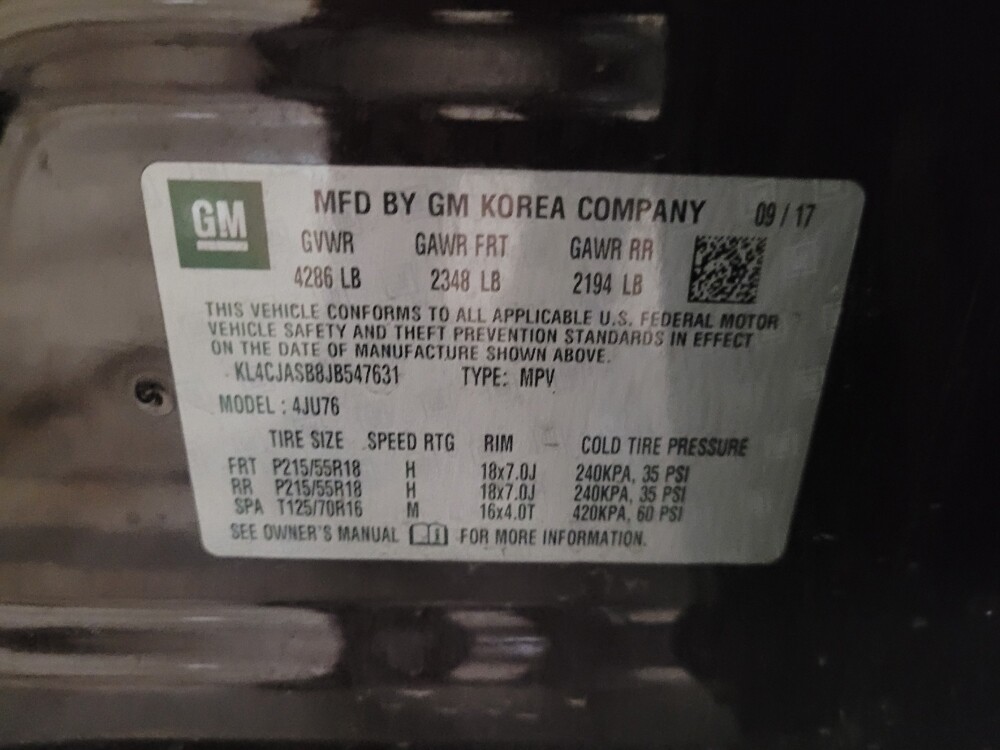 GM MFD BY GM KOREA COMPANY 09 / 17
GVWR GAWR FRT GAWR RR
4286 LB 2348 LB 2194 LB
THIS VEHICLE CONFORMS TO ALL APPLICABLE U.S. FEDERAL MOTOR
VEHICLE SAFETY AND THEFT PREVENTION STANDARDS IN EFFECT
ON THE DATE OF MANUFACTURE SHOWN ABOVE.
KL4CJASB8JB547631 TYPE: MPV
MODEL : 4JU76
TIRE SIZE SPEED RTG RIM COLD TIRE PRESSURE
FRT P215/55R18 H 18x7.0J 240KPA, 35 PSI
RR P215/55R18 H 18x7.0J 240KPA, 35 PSI
SPA T125/70R16 M 16x4.0T 420KPA, 60 PSI
SEE OWNER'S MANUAL FOR MORE INFORMATION.